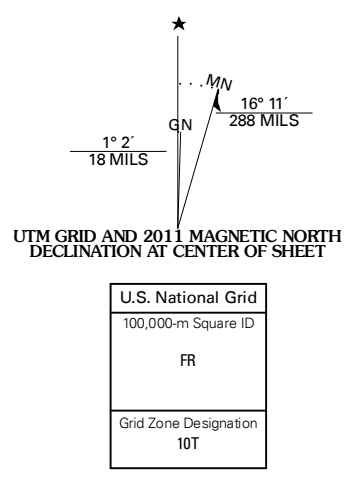 ★
MN
GN
16° 11´
288 MILS
1° 2´
18 MILS
UTM GRID AND 2011 MAGNETIC NORTH
DECLINATION AT CENTER OF SHEET
U.S. National Grid
100,000-m Square ID
FR
Grid Zone Designation
10T